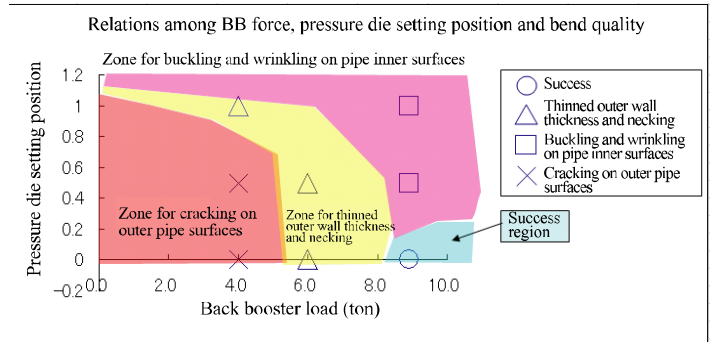 Relations among BB force, pressure die setting position and bend quality
Zone for buckling and wrinkling on pipe inner surfaces
Pressure die setting position
1.2
1
0.8
0.6
0.4
0.2
0
-0.2
0.0
2.0
4.0
6.0
8.0
10.0
Back booster load (ton)
Zone for cracking on
outer pipe surfaces
Zone for thinned
outer wall thickness
and necking
Success
region
Success
Thinned outer wall
thickness and necking
Buckling and wrinkling
on pipe inner surfaces
Cracking on outer pipe
surfaces